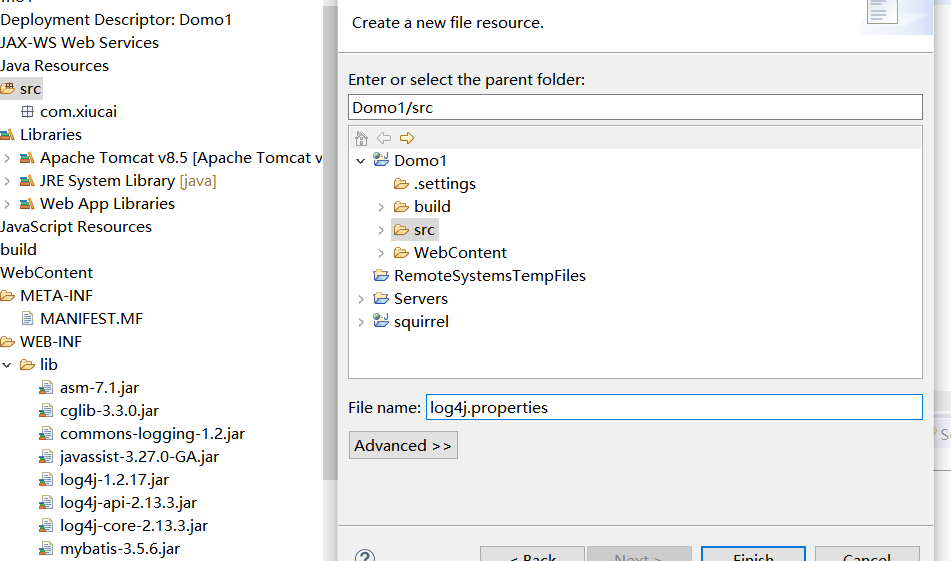 Deployment Descriptor: Domo1
JAX-WS Web Services
Java Resources
src
com.xiucai
Libraries
Apache Tomcat v8.5 [Apache Tomcat v
JRE System Library [java]
Web App Libraries
JavaScript Resources
build
WebContent
META-INF
MANIFEST.MF
WEB-INF
lib
asm-7.1.jar
cglib-3.3.0.jar
commons-logging-1.2.jar
javassist-3.27.0-GA.jar
log4j-1.2.17.jar
log4j-api-2.13.3.jar
log4j-core-2.13.3.jar
mybatis-3.5.6.jar
Create a new file resource.
Enter or select the parent folder:
Domo1/src
Domo1
.settings
build
src
WebContent
RemoteSystemsTempFiles
Servers
squirrel
File name: log4j.properties
Advanced >>
< Back Next > Finish Cancel